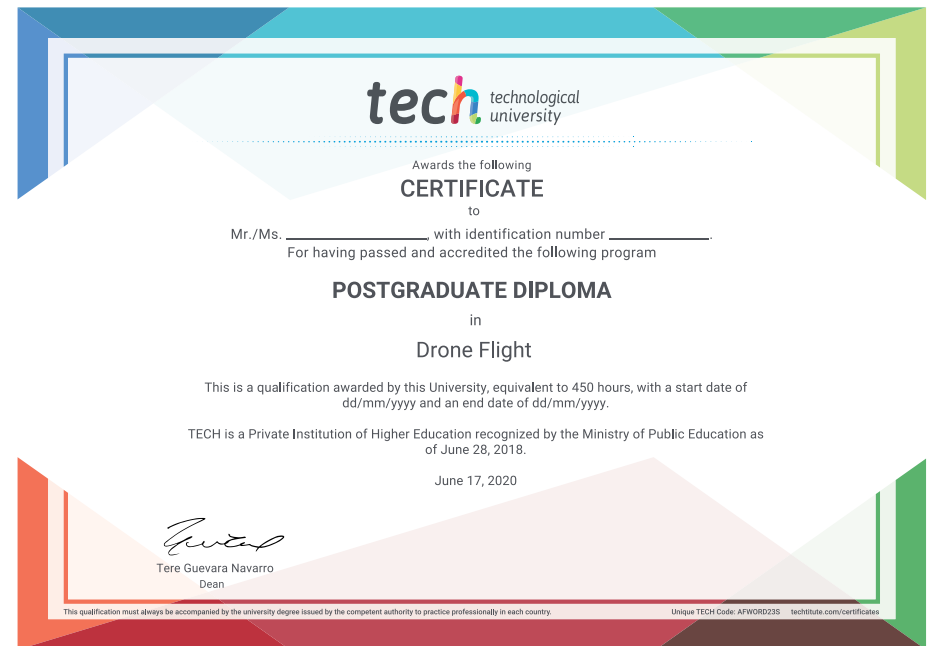 tech technological
university
Awards the following
CERTIFICATE
to
Mr./Ms. ____________________, with identification number ______________.
For having passed and accredited the following program
POSTGRADUATE DIPLOMA
in
Drone Flight
This is a qualification awarded by this University, equivalent to 450 hours, with a start date of
dd/mm/yyyy and an end date of dd/mm/yyyy.
TECH is a Private Institution of Higher Education recognized by the Ministry of Public Education as
of June 28, 2018.
June 17, 2020
Tere Guevara Navarro
Dean
This qualification must always be accompanied by the university degree issued by the competent authority to practice professionally in each country. Unique TECH Code: AFWORD23S techtitute.com/certificates